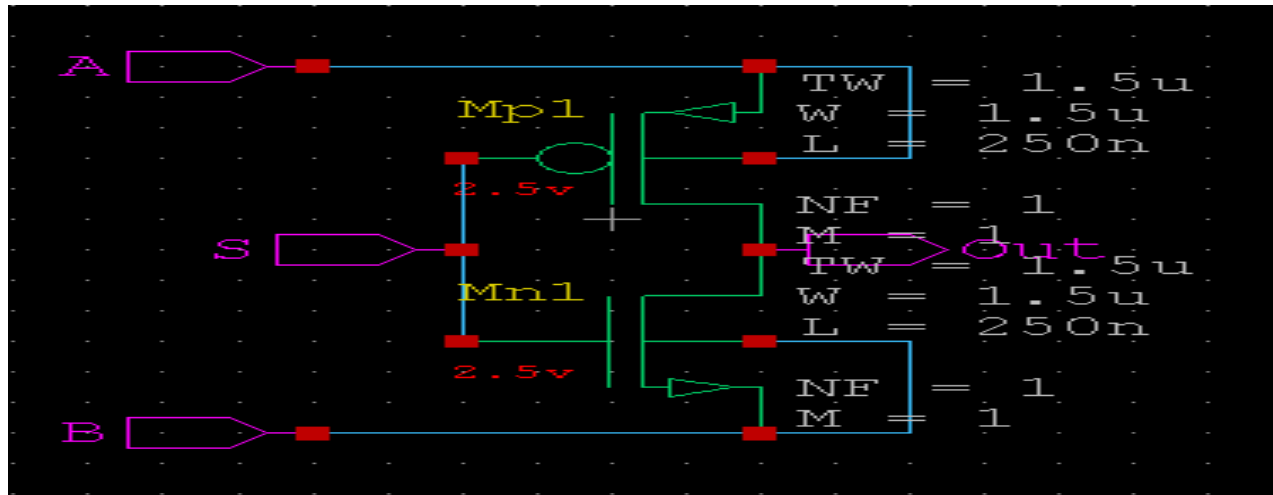 A
TW = 1.5u
Mp1
W = 1.5u
L = 250n
2.5v
NF = 1
S
M = 1
Out
TW = 1.5u
Mn1
W = 1.5u
L = 250n
2.5v
NF = 1
M = 1
B